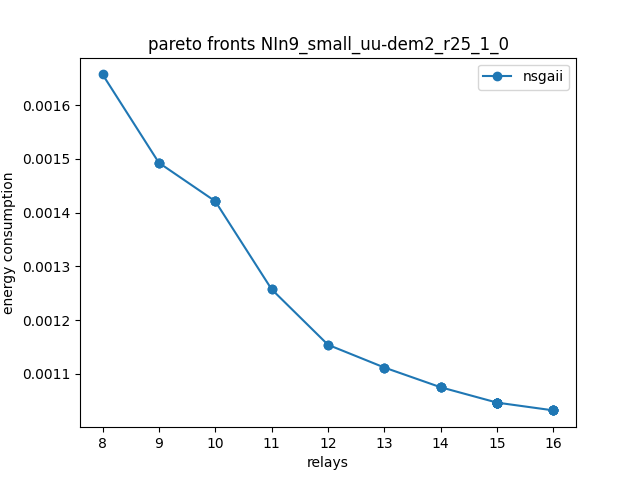 pareto fronts NIn9_small_uu-dem2_r25_1_0
nsgaii
energy consumption
0.0016
0.0015
0.0014
0.0013
0.0012
0.0011
8 9 10 11 12 13 14 15 16
relays